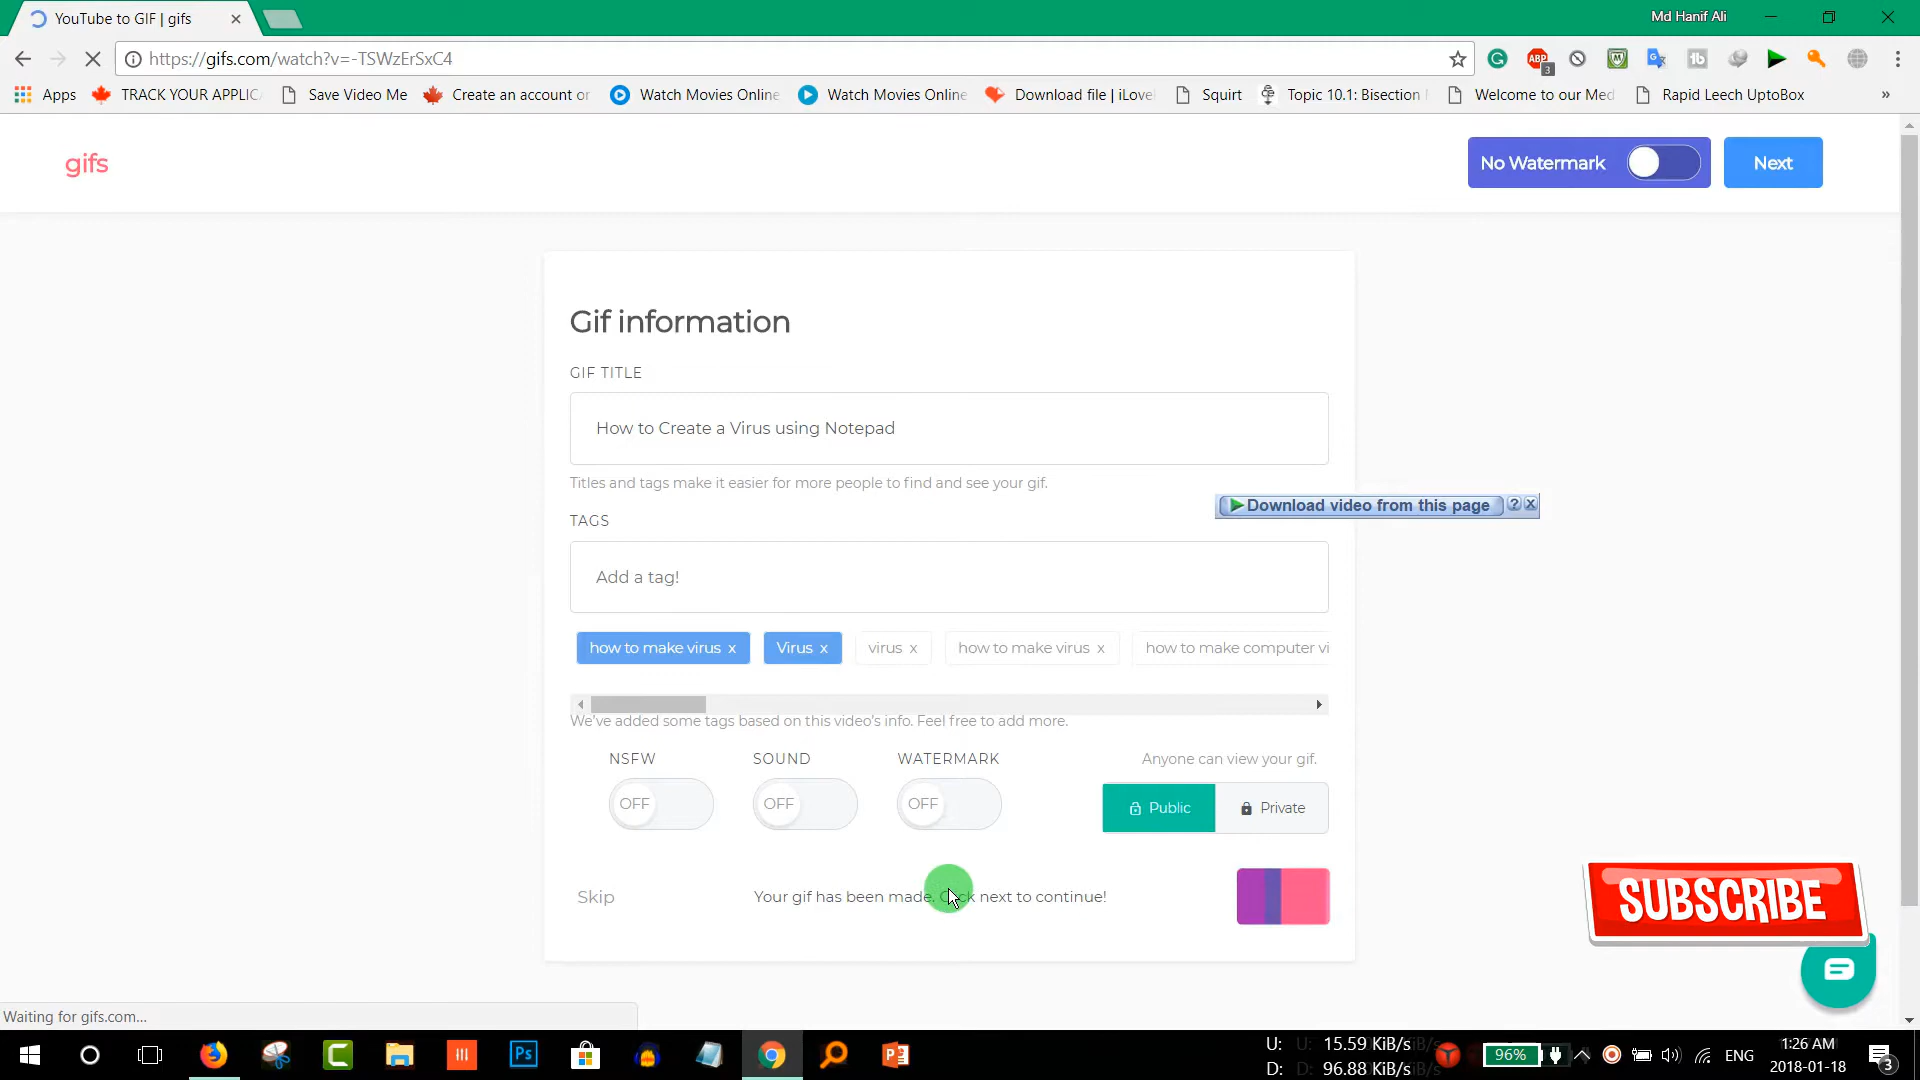 YouTube to GIF | gifs
Md Hanif Ali
https://gifs.com/watch?v=-TSWzErSxC4
ABP
3
Apps
TRACK YOUR APPLIC
Save Video Me
Create an account or
Watch Movies Online
Watch Movies Online
Download file | iLove
Squirt
Topic 10.1: Bisection
Welcome to our Med
Rapid Leech UptoBox
»
gifs
No Watermark
Next
Gif information
GIF TITLE
How to Create a Virus using Notepad
Titles and tags make it easier for more people to find and see your gif.
Download video from this page
TAGS
Add a tag!
how to make virus x
Virus x
virus x
how to make virus x
how to make computer vi
We've added some tags based on this video's info. Feel free to add more.
NSFW
SOUND
WATERMARK
Anyone can view your gif.
OFF
OFF
OFF
Public
Private
Skip
Your gif has been made. Click next to continue!
SUBSCRIBE
Waiting for gifs.com...
Ps
U: 15.59 KiB/s
D: 96.88 KiB/s
96%
ENG
1:26 AM
2018-01-18
3